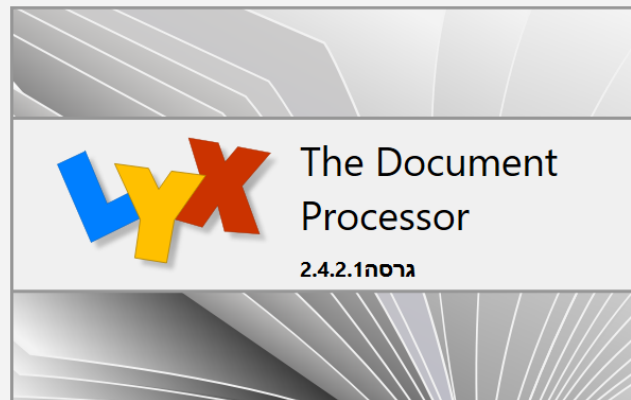 LYX
The Document
Processor
גרסה2.4.2.1